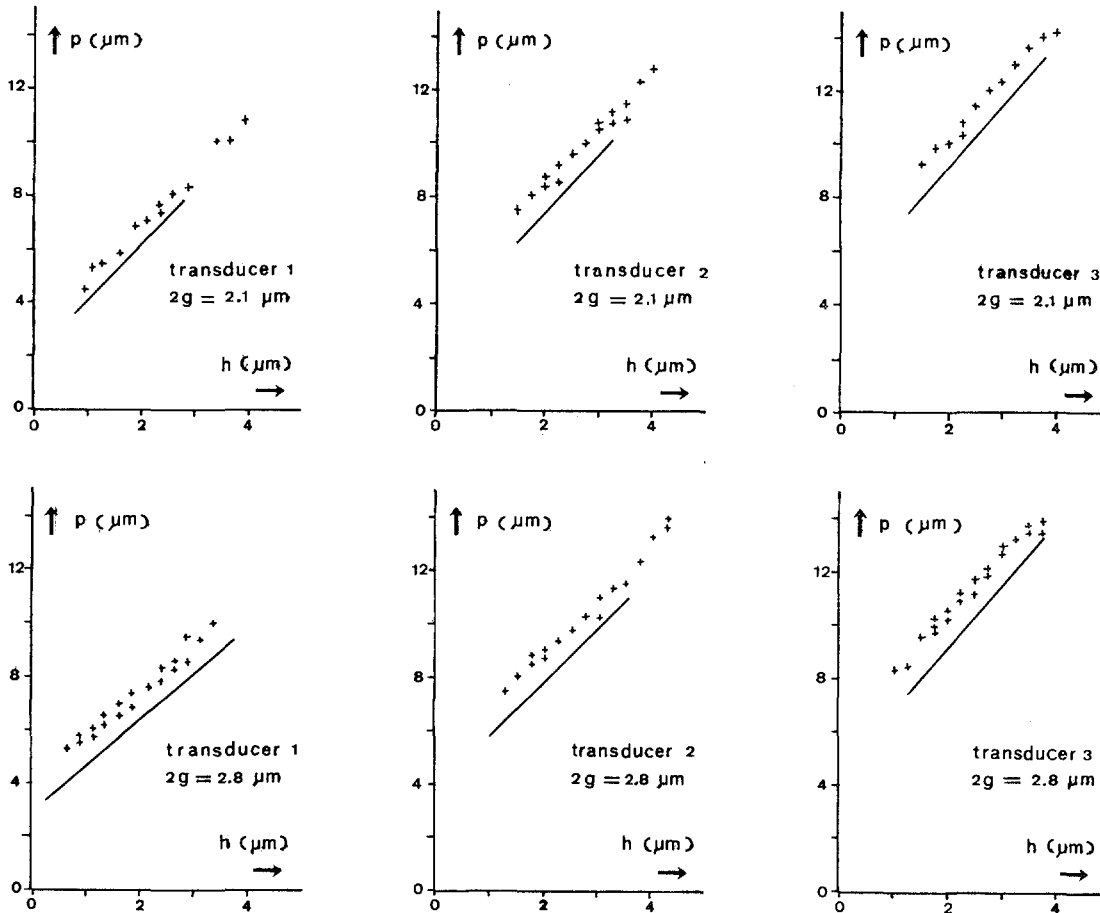 p (μm)
12
8
4
0
transducer 1
2g = 2.1 μm
h (μm)
0 2 4
p (μm)
12
8
4
0
transducer 2
2g = 2.1 μm
h (μm)
0 2 4
p (μm)
12
8
4
0
transducer 3
2g = 2.1 μm
h (μm)
0 2 4
p (μm)
12
8
4
0
transducer 1
2g = 2.8 μm
h (μm)
0 2 4
p (μm)
12
8
4
0
transducer 2
2g = 2.8 μm
h (μm)
0 2 4
p (μm)
12
8
4
0
transducer 3
2g = 2.8 μm
h (μm)
0 2 4